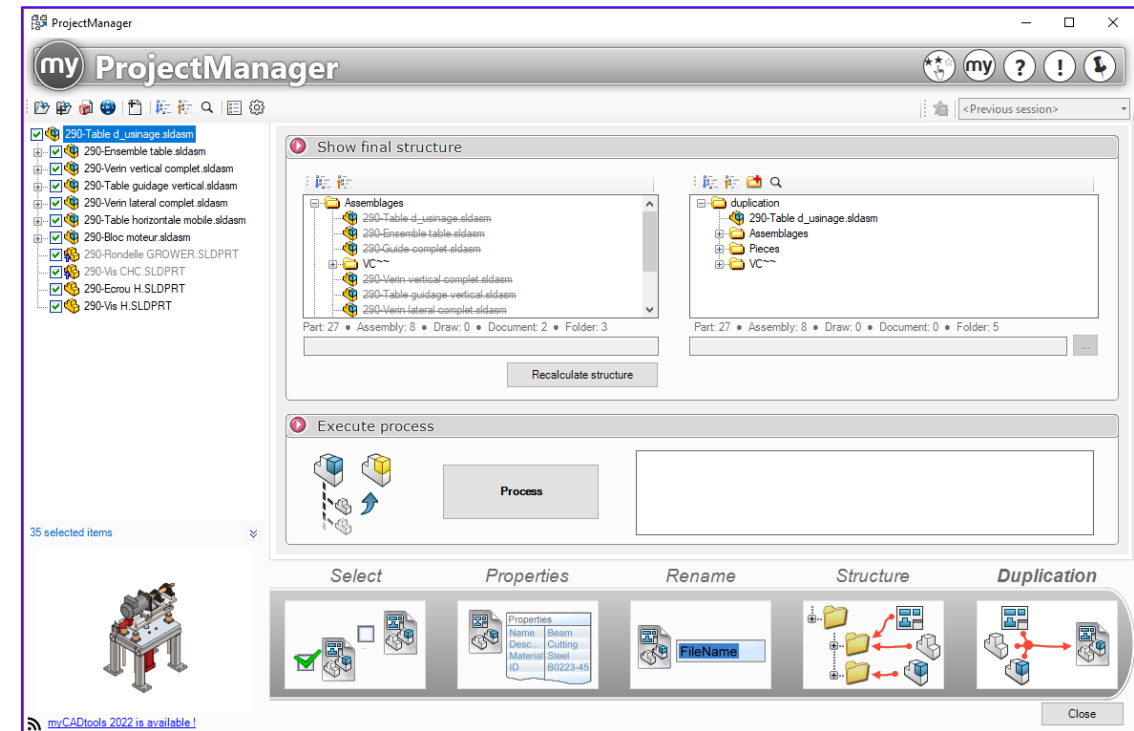 ProjectManager
my ProjectManager
my ? !
<Previous session>
290-Table d_usinage.sldasm
290-Ensemble table.sldasm
290-Verin vertical complet.sldasm
290-Table guidage vertical.sldasm
290-Verin lateral complet.sldasm
290-Table horizontale mobile.sldasm
290-Bloc moteur.sldasm
290-Rondelle GROWER.SLDPRT
290-Vis CHC.SLDPRT
290-Ecrou H.SLDPRT
290-Vis H.SLDPRT
35 selected items
myCADtools 2022 is available !
Show final structure
Assemblages
290-Table d_usinage.sldasm
290-Ensemble table.sldasm
290-Guide complet.sldasm
VC~~
290-Verin vertical complet.sldasm
290-Table guidage vertical.sldasm
290-Verin lateral complet.sldasm
Part: 27 ● Assembly: 8 ● Draw: 0 ● Document: 2 ● Folder: 3
Recalculate structure
duplication
290-Table d_usinage.sldasm
Assemblages
Pieces
VC~~
Part: 27 ● Assembly: 8 ● Draw: 0 ● Document: 0 ● Folder: 5
...
Execute process
Process
Select
Properties
Rename
Structure
Duplication
Properties
Name Beam
Desc... Cutting
Material Steel
ID B0223-45
FileName
Close